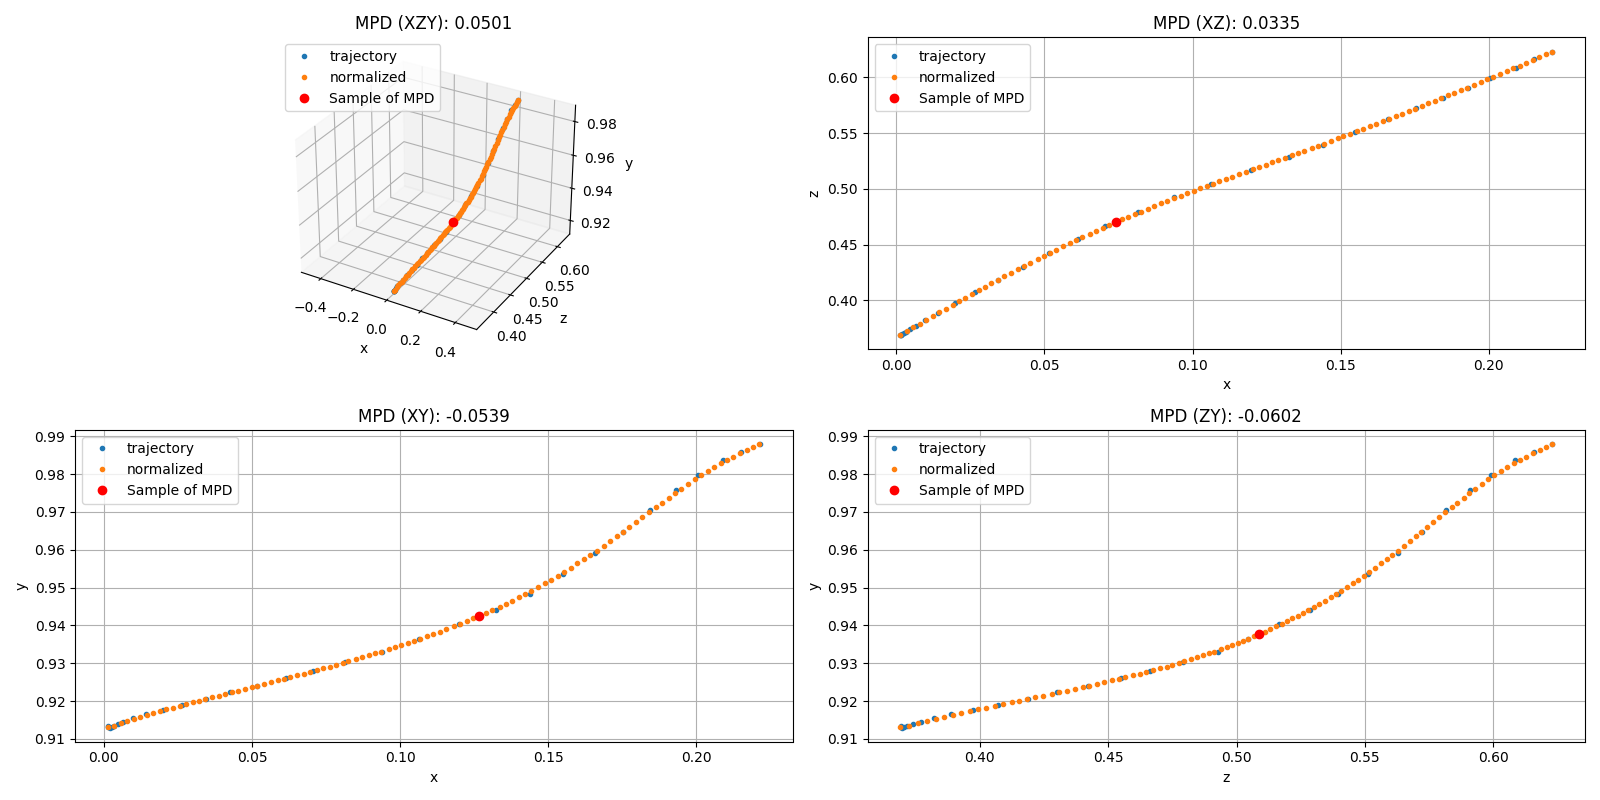 MPD (XZY): 0.0501
trajectory
normalized
Sample of MPD
0.98
0.96
0.94
0.92
y
0.60
0.55
0.50
0.45
0.40
z
−0.4
−0.2
0.0
0.2
0.4
x
MPD (XZ): 0.0335
trajectory
normalized
Sample of MPD
0.60
0.55
0.50
0.45
0.40
z
0.00 0.05 0.10 0.15 0.20
x
MPD (XY): -0.0539
trajectory
normalized
Sample of MPD
0.99
0.98
0.97
0.96
0.95
0.94
0.93
0.92
0.91
y
0.00 0.05 0.10 0.15 0.20
x
MPD (ZY): -0.0602
trajectory
normalized
Sample of MPD
0.99
0.98
0.97
0.96
0.95
0.94
0.93
0.92
0.91
y
0.40 0.45 0.50 0.55 0.60
z